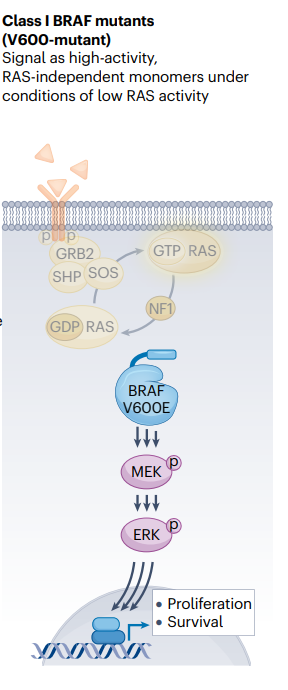 Class I BRAF mutants
(V600-mutant)
Signal as high-activity,
RAS-independent monomers under
conditions of low RAS activity
p p
GRB2
SHP SOS
GTP RAS
NF1
GDP RAS
BRAF
V600E
MEK p
ERK p
• Proliferation
• Survival